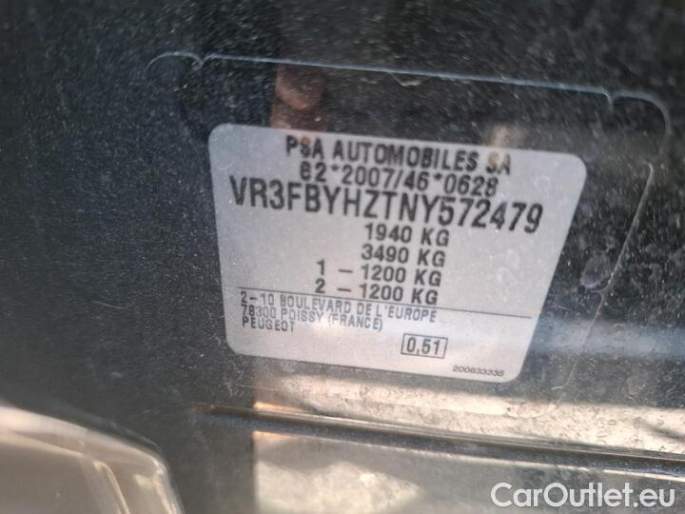 PSA AUTOMOBILES SA
e2*2007/46*0628
VR3FBYHZTNY572479
1940 KG
3490 KG
1 - 1200 KG
2 - 1200 KG
2-10 BOULEVARD DE L'EUROPE
78300 POISSY (FRANCE)
PEUGEOT
0.51
CarOutlet.eu